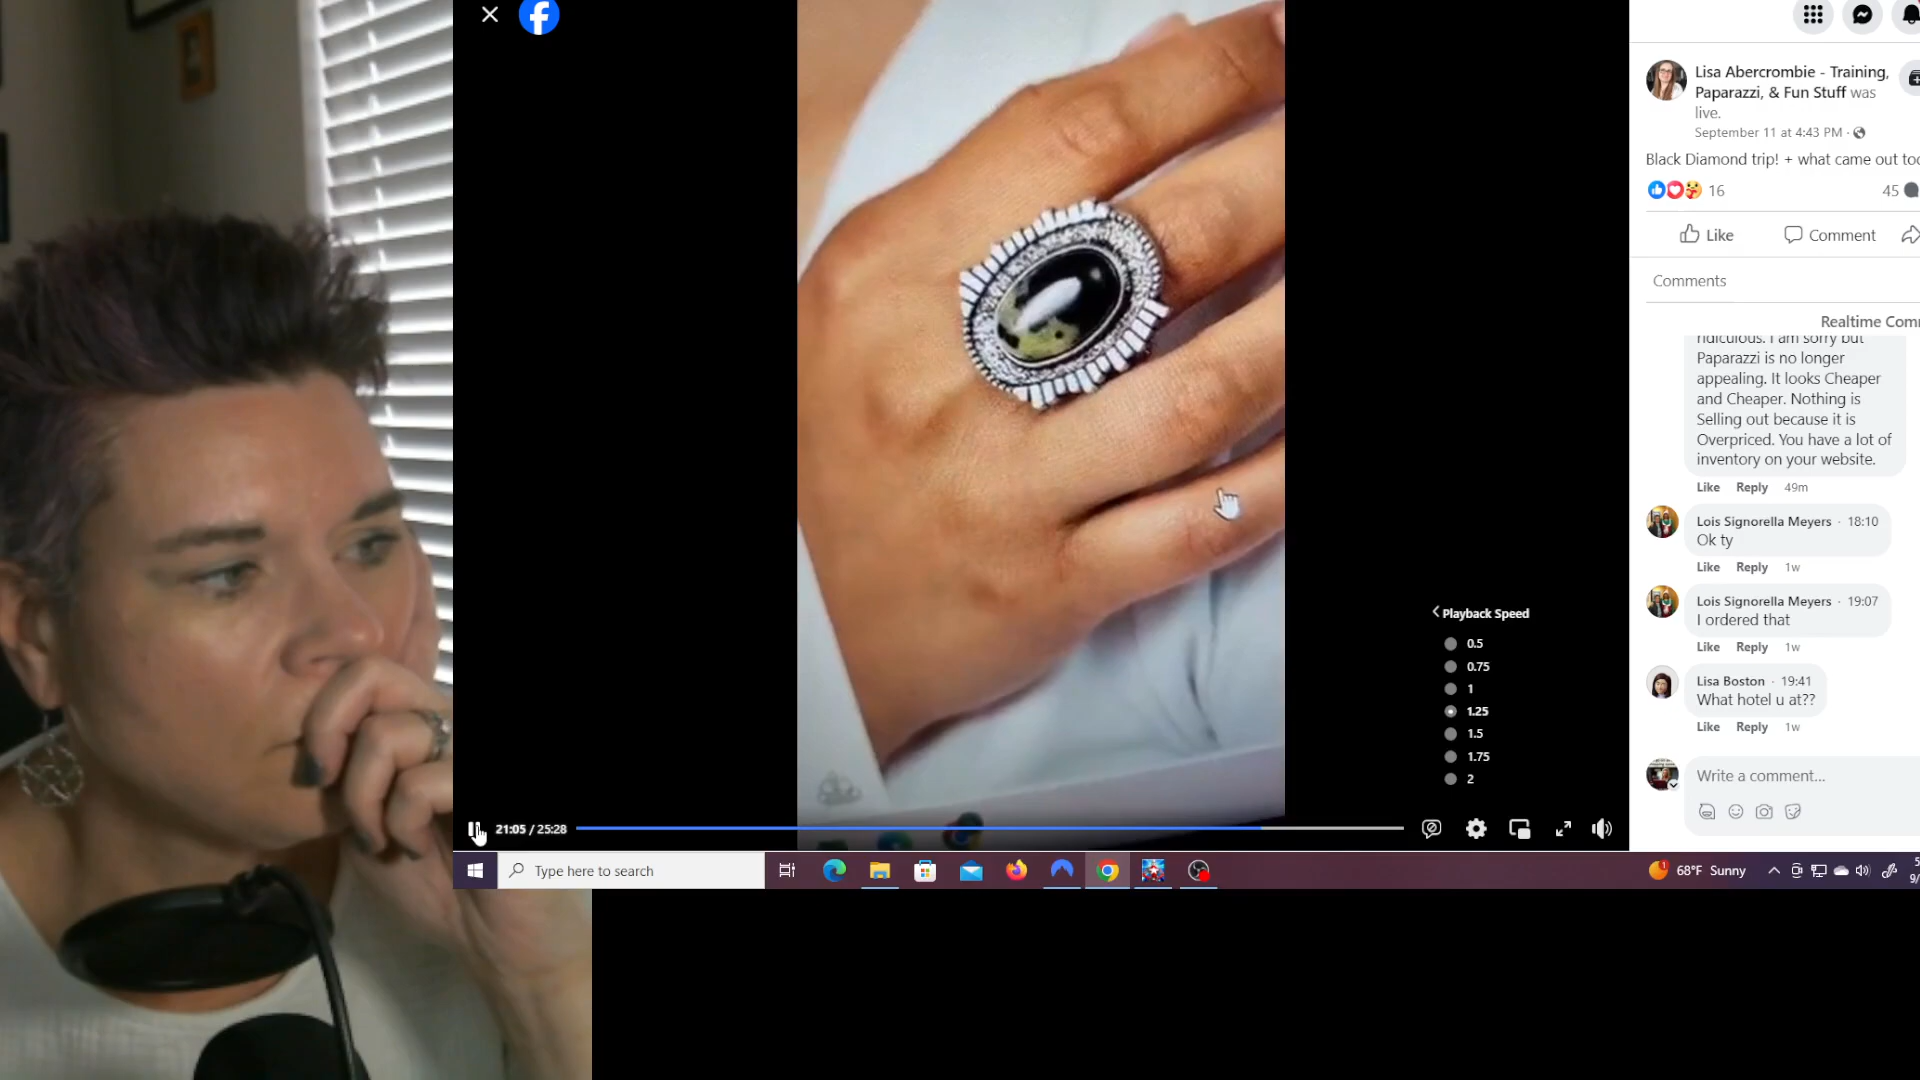 Lisa Abercrombie - Training,
Paparazzi, & Fun Stuff was
live.
September 11 at 4:43 PM ·
Black Diamond trip! + what came out
16
45
Like
Comment
Comments
Realtime
ridiculous. I am sorry but
Paparazzi is no longer
appealing. It looks Cheaper
and Cheaper. Nothing is
Selling out because it is
Overpriced. You have a lot of
inventory on your website.
Like Reply 49m
Lois Signorella Meyers · 18:10
Ok ty
Like Reply 1w
Lois Signorella Meyers · 19:07
I ordered that
Like Reply 1w
Lisa Boston · 19:41
What hotel u at??
Like Reply 1w
Write a comment...
Playback Speed
0.5
0.75
1
1.25
1.5
1.75
2
21:05 / 25:28
Type here to search
68°F Sunny